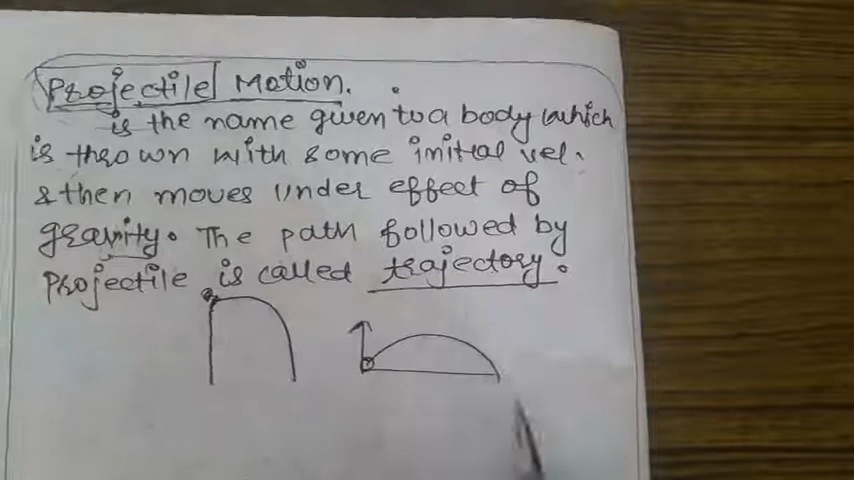 Projectile Motion.
is the name given to a body which
is thrown with some initial vel.
& then moves under effect of
gravity. The path followed by
Projectile is called trajectory.